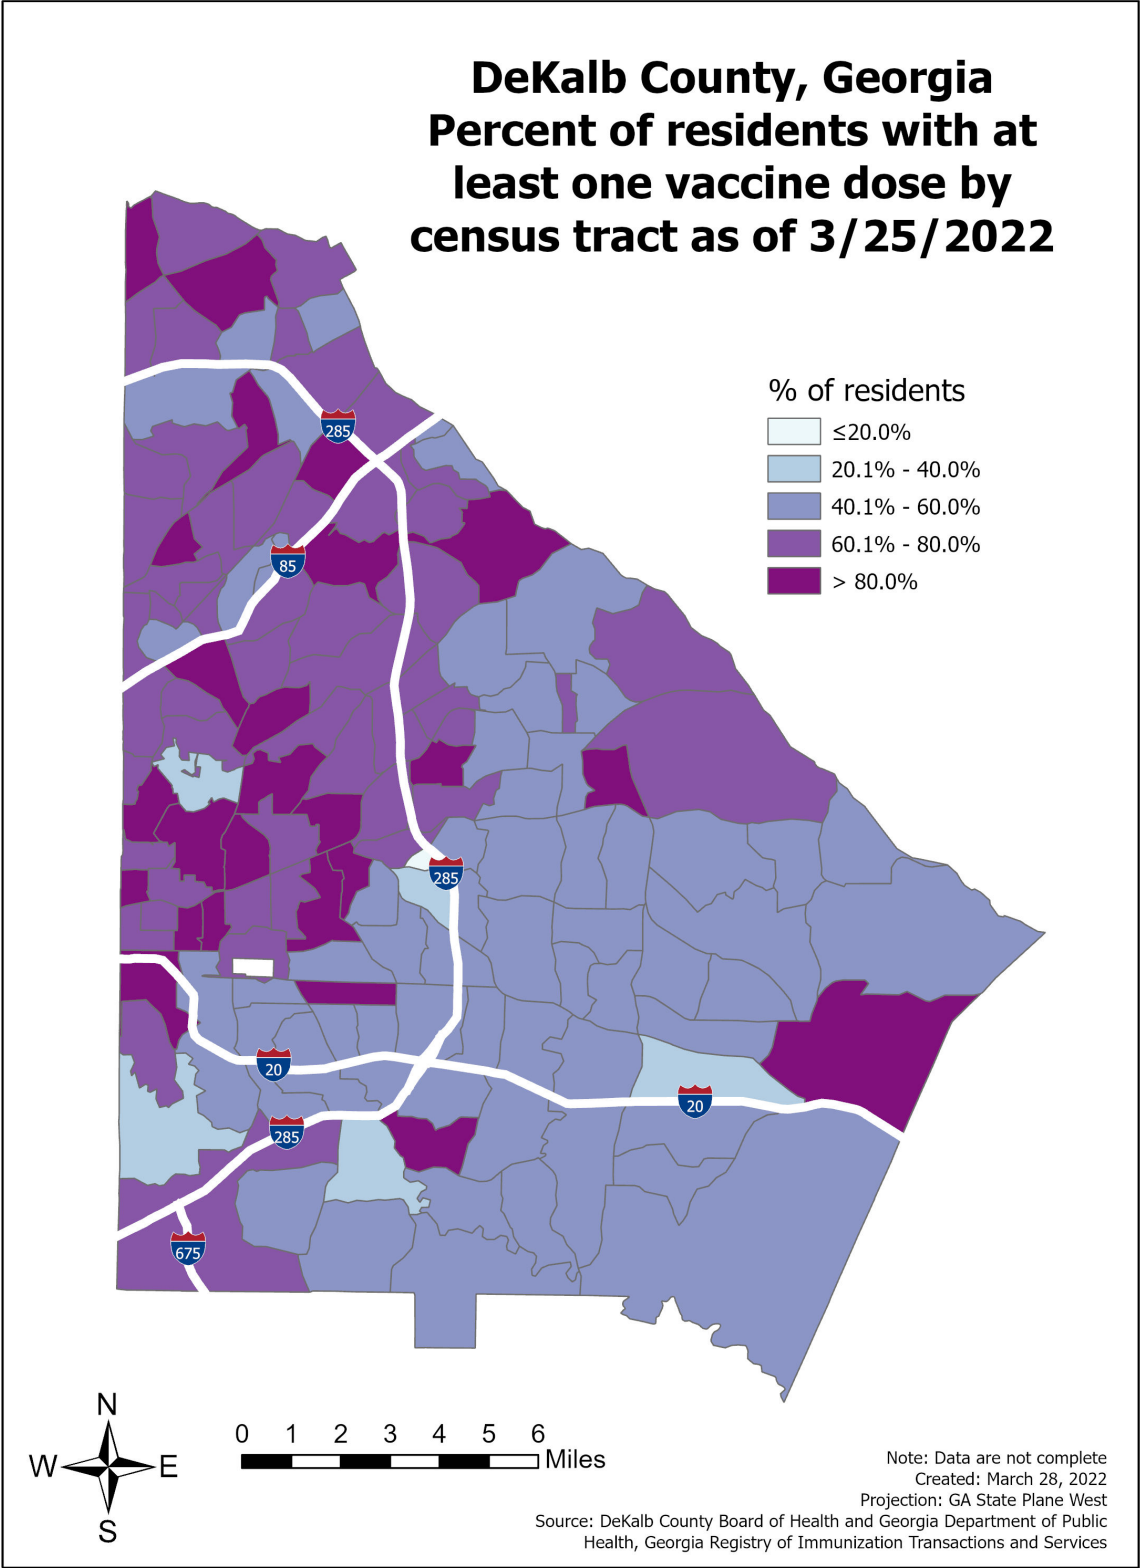 DeKalb County, Georgia
Percent of residents with at
least one vaccine dose by
census tract as of 3/25/2022
% of residents
≤20.0%
20.1% - 40.0%
40.1% - 60.0%
60.1% - 80.0%
> 80.0%
285
85
285
20
20
285
675
N
W E
S
0 1 2 3 4 5 6
Miles
Note: Data are not complete
Created: March 28, 2022
Projection: GA State Plane West
Source: DeKalb County Board of Health and Georgia Department of Public
Health, Georgia Registry of Immunization Transactions and Services